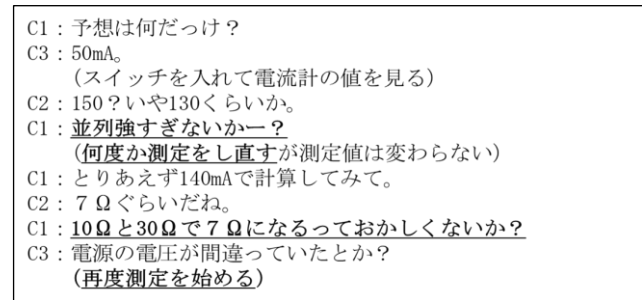 C1：予想は何だっけ？
C3：50mA。
(スイッチを入れて電流計の値を見る)
C2：150？いや130くらいか。
C1：並列強すぎないかー？
(何度か測定をし直すが測定値は変わらない)
C1：とりあえず140mAで計算してみて。
C2：７Ωぐらいだね。
C1：10Ωと30Ωで７Ωになるっておかしくないか？
C3：電源の電圧が間違っていたとか？
(再度測定を始める)